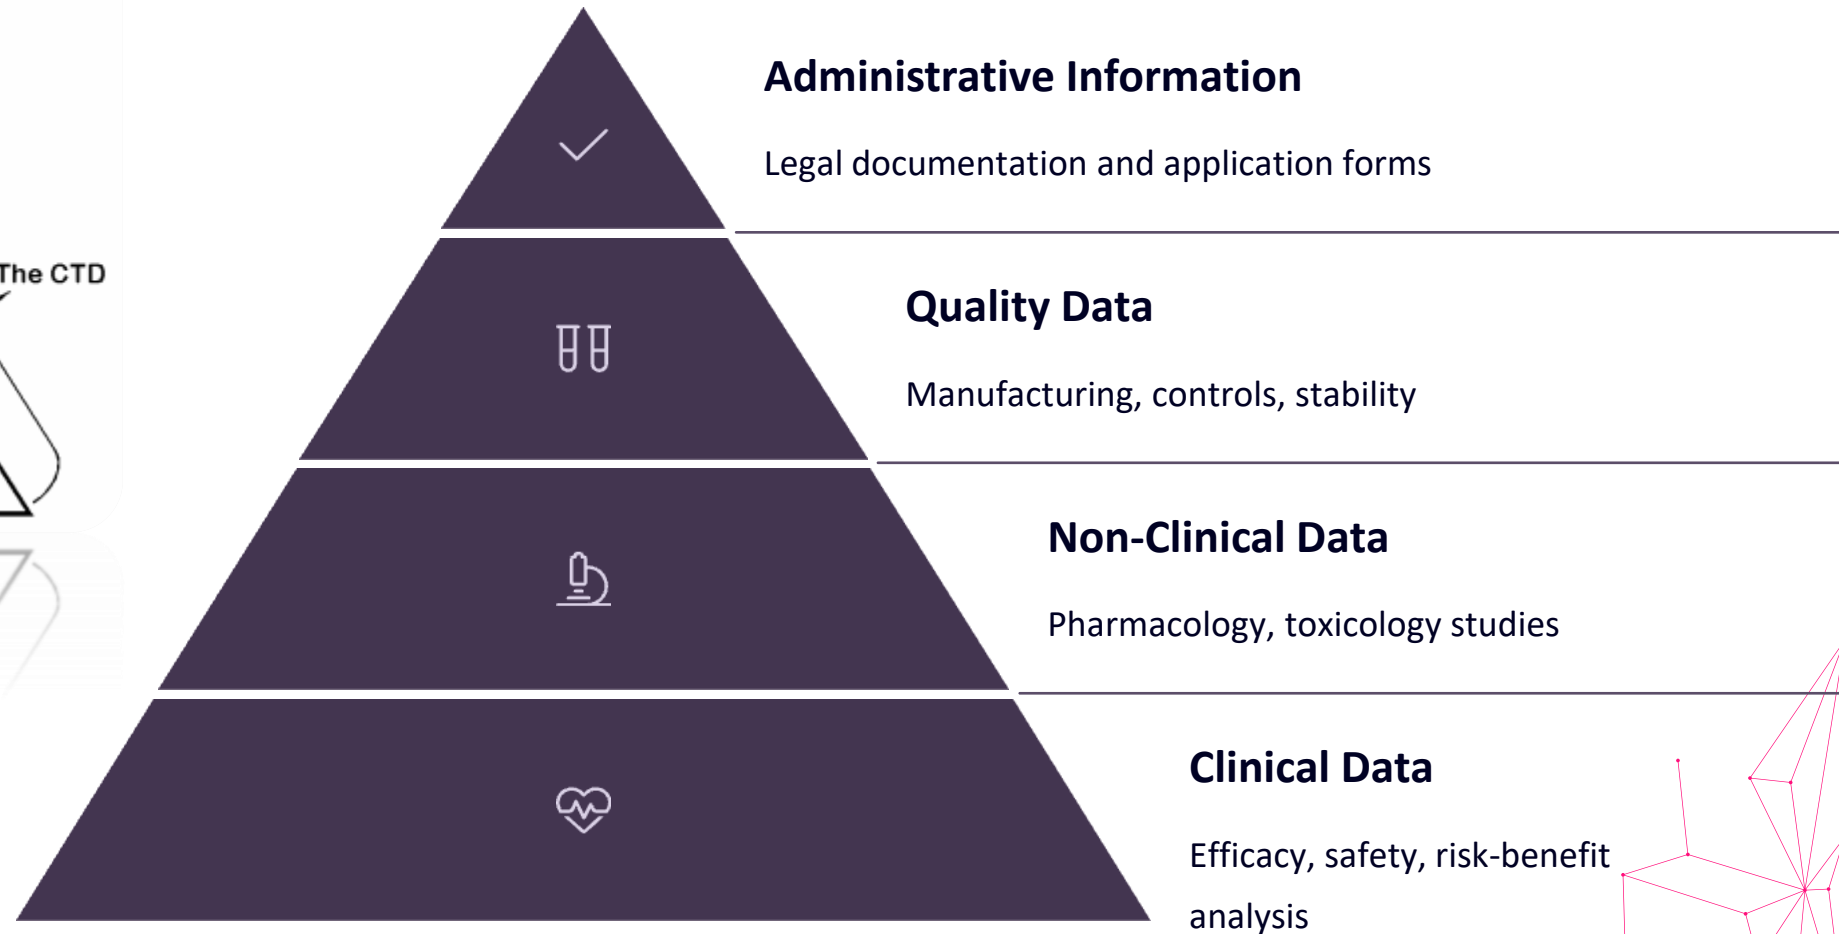 The CTD
Administrative Information
Legal documentation and application forms
Quality Data
Manufacturing, controls, stability
Non-Clinical Data
Pharmacology, toxicology studies
Clinical Data
Efficacy, safety, risk-benefit
analysis